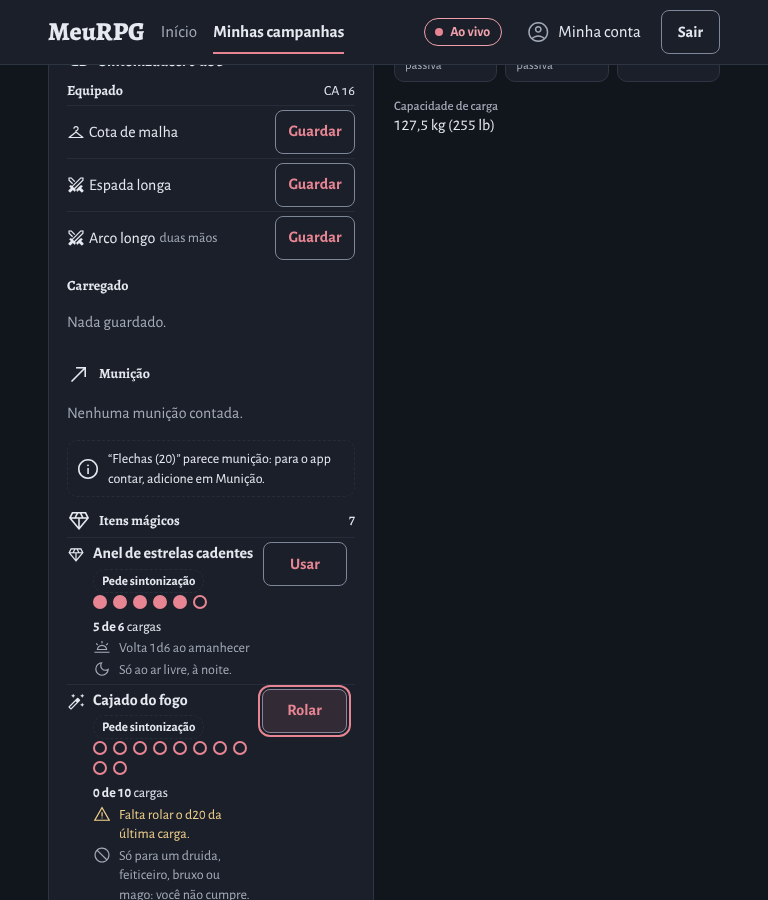 MeuRPG Início Minhas campanhas Ao vivo Minha conta Sair
passiva passiva
Equipado CA 16
Capacidade de carga
127,5 kg (255 lb)
Cota de malha Guardar
Espada longa Guardar
Arco longo duas mãos Guardar
Carregado
Nada guardado.
Munição
Nenhuma munição contada.
“Flechas (20)” parece munição: para o app
contar, adicione em Munição.
Itens mágicos 7
Anel de estrelas cadentes Usar
Pede sintonização
5 de 6 cargas
Volta 1d6 ao amanhecer
Só ao ar livre, à noite.
Cajado do fogo Rolar
Pede sintonização
0 de 10 cargas
Falta rolar o d20 da
última carga.
Só para um druida,
feiticeiro, bruxo ou
mago: você não cumpre.